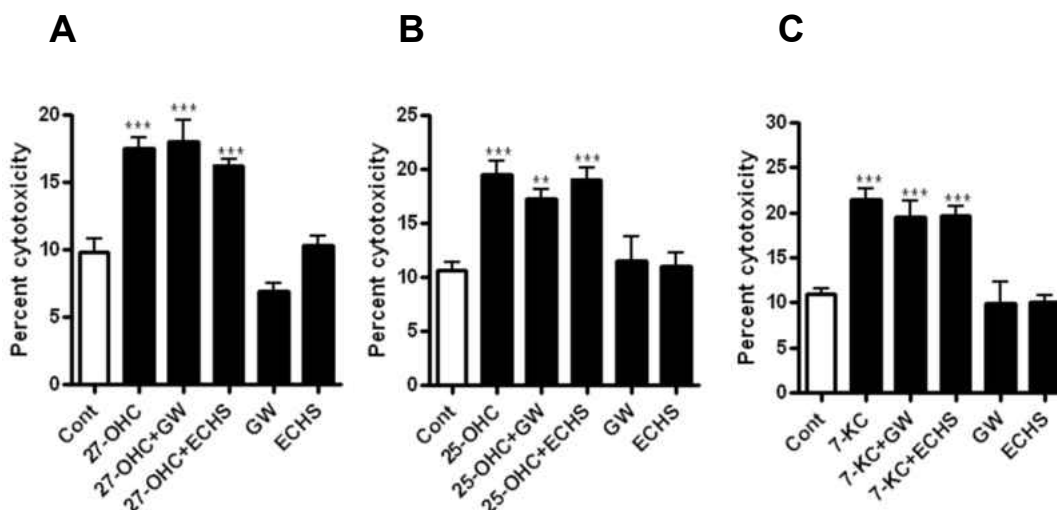 A
B
C
Percent cytotoxicity
20
15
10
5
0
***
***
***
Cont
27-OHC
27-OHC+GW
27-OHC+ECHS
GW
ECHS
Percent cytotoxicity
25
20
15
10
5
0
***
**
***
Cont
25-OHC
25-OHC+GW
25-OHC+ECHS
GW
ECHS
Percent cytotoxicity
30
25
20
15
10
5
0
***
***
***
Cont
7-KC
7-KC+GW
7-KC+ECHS
GW
ECHS